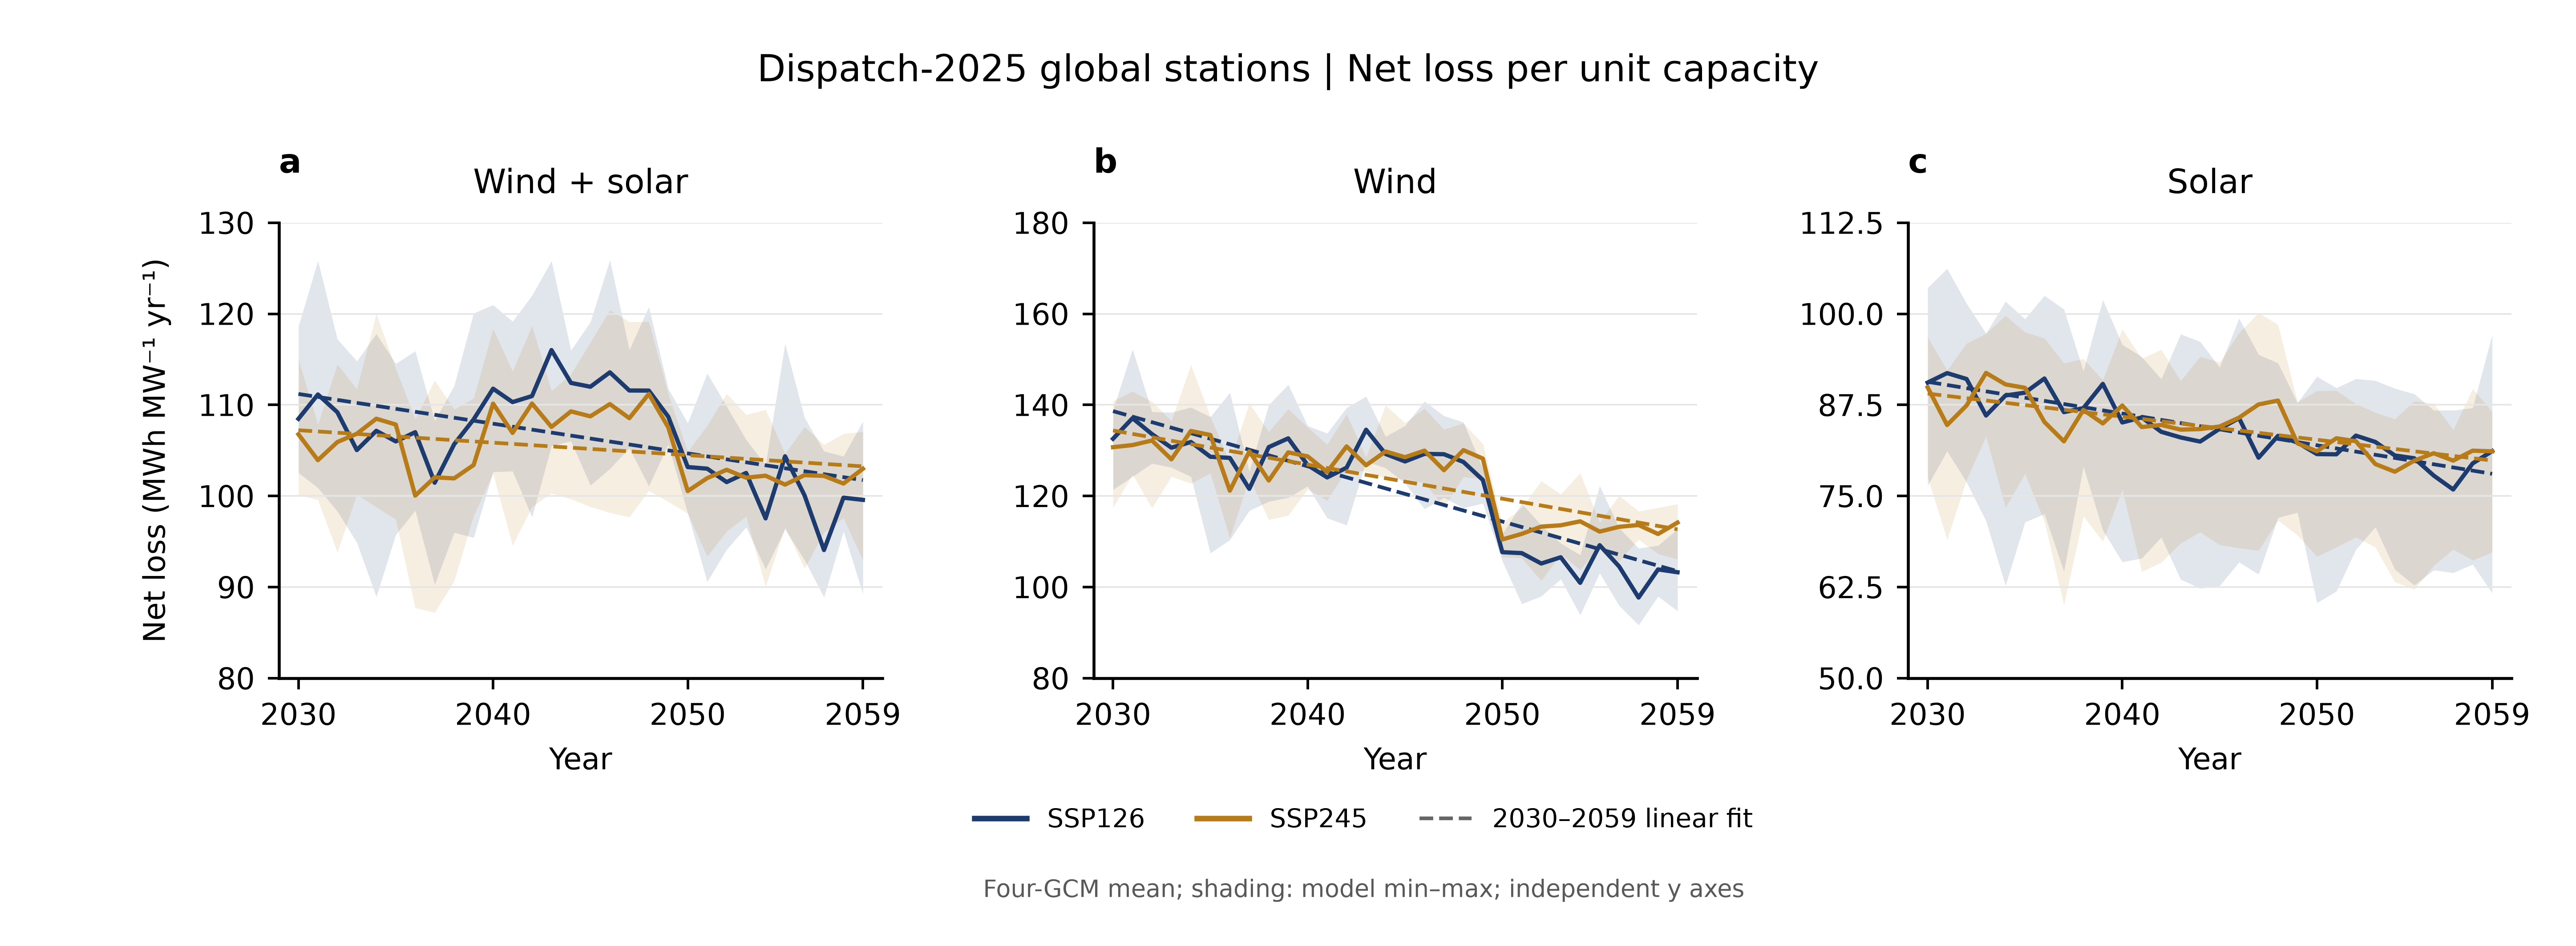 Dispatch-2025 global stations | Net loss per unit capacity
a
Wind + solar
130
120
110
100
90
80
Net loss (MWh MW⁻¹ yr⁻¹)
2030
2040
2050
2059
Year
b
Wind
180
160
140
120
100
80
2030
2040
2050
2059
Year
c
Solar
112.5
100.0
87.5
75.0
62.5
50.0
2030
2040
2050
2059
Year
SSP126
SSP245
2030–2059 linear fit
Four-GCM mean; shading: model min–max; independent y axes